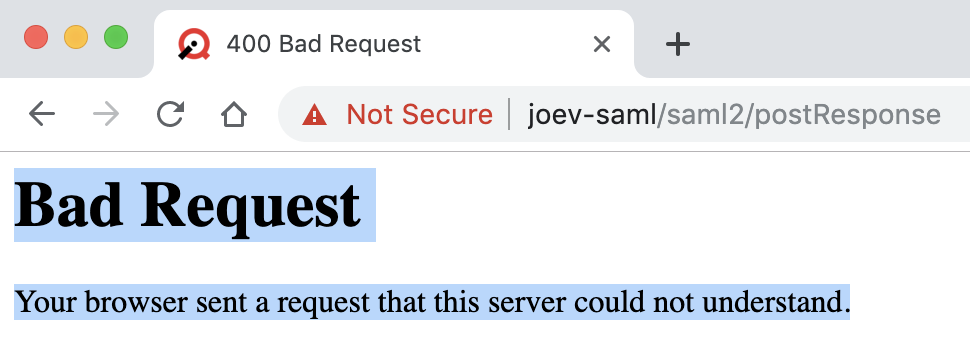 400 Bad Request
Not Secure joev-saml/saml2/postResponse
Bad Request
Your browser sent a request that this server could not understand.